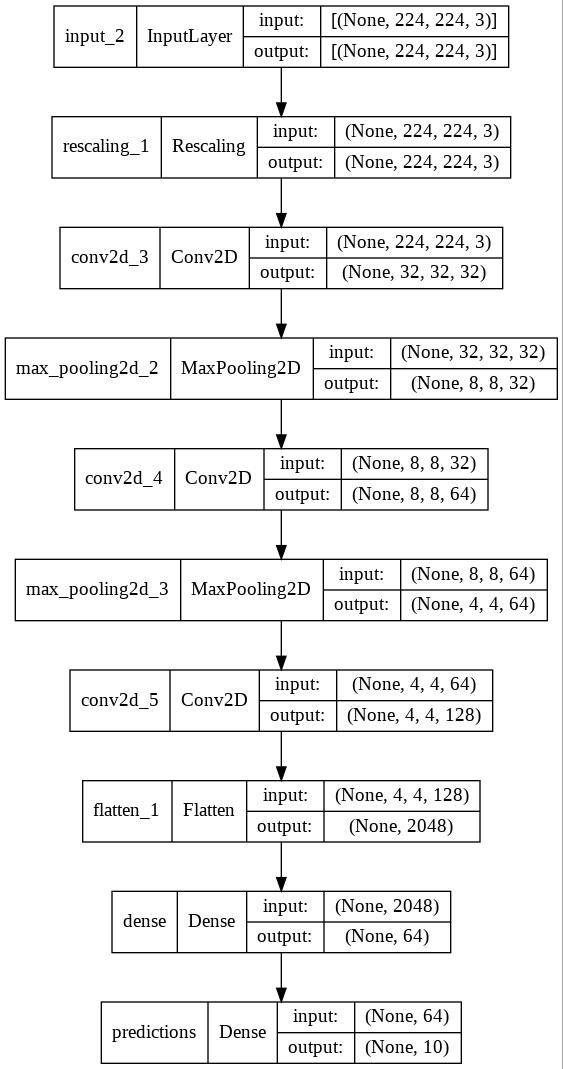 input_2 InputLayer input: [(None, 224, 224, 3)]
output: [(None, 224, 224, 3)]
rescaling_1 Rescaling input: (None, 224, 224, 3)
output: (None, 224, 224, 3)
conv2d_3 Conv2D input: (None, 224, 224, 3)
output: (None, 32, 32, 32)
max_pooling2d_2 MaxPooling2D input: (None, 32, 32, 32)
output: (None, 8, 8, 32)
conv2d_4 Conv2D input: (None, 8, 8, 32)
output: (None, 8, 8, 64)
max_pooling2d_3 MaxPooling2D input: (None, 8, 8, 64)
output: (None, 4, 4, 64)
conv2d_5 Conv2D input: (None, 4, 4, 64)
output: (None, 4, 4, 128)
flatten_1 Flatten input: (None, 4, 4, 128)
output: (None, 2048)
dense Dense input: (None, 2048)
output: (None, 64)
predictions Dense input: (None, 64)
output: (None, 10)